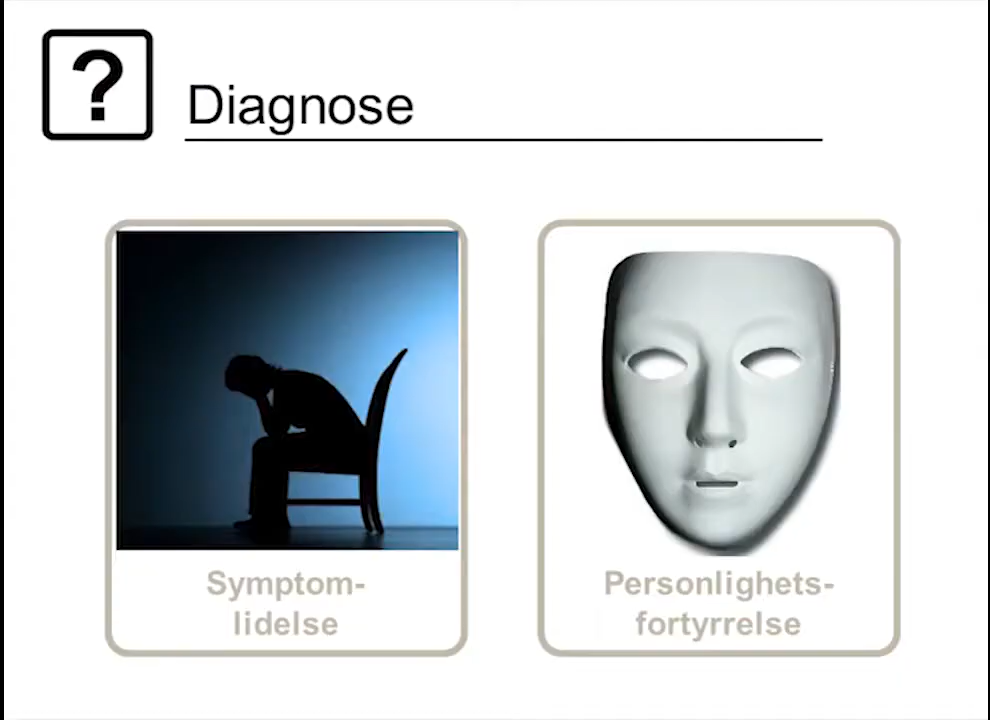 ?
Diagnose
Symptom-
lidelse
Personlighets-
fortyrrelse